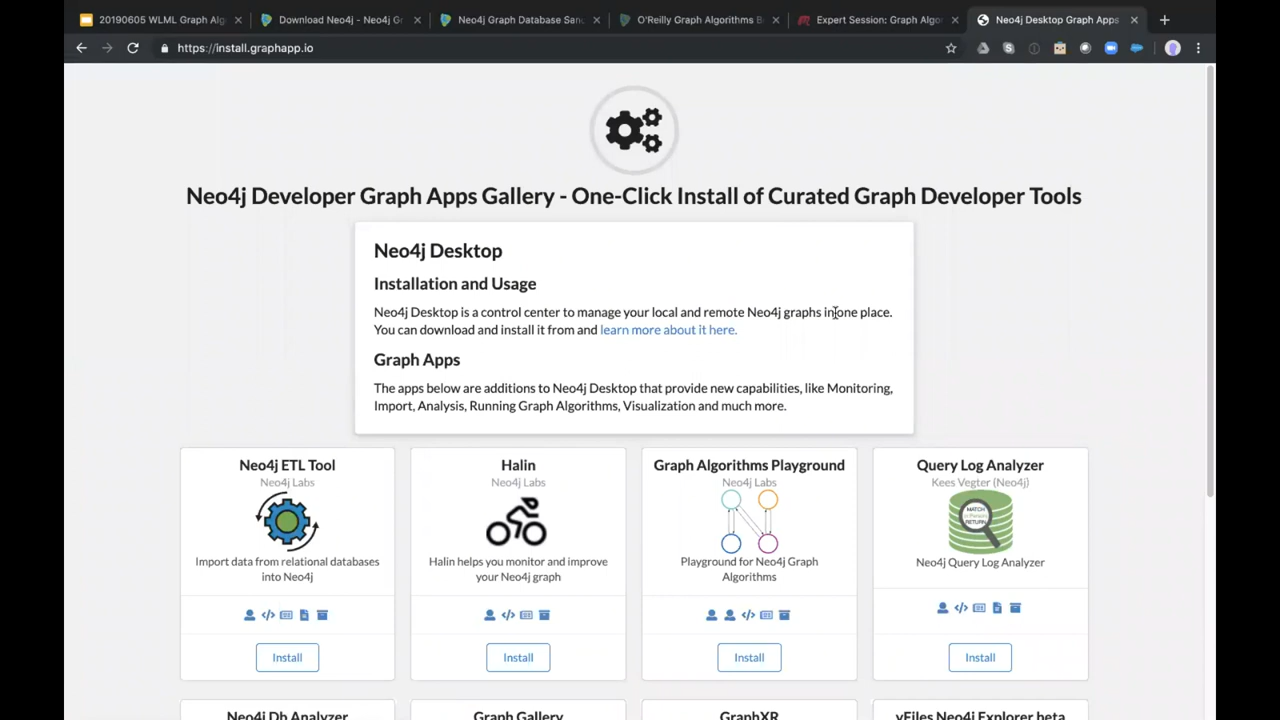 20190605 WLML Graph Alg
Download Neo4j - Neo4j Gr
Neo4j Graph Database San
O'Reilly Graph Algorithms B
Expert Session: Graph Algo
Neo4j Desktop Graph Apps
https://install.graphapp.io
Neo4j Developer Graph Apps Gallery - One-Click Install of Curated Graph Developer Tools
Neo4j Desktop
Installation and Usage
Neo4j Desktop is a control center to manage your local and remote Neo4j graphs in one place.
You can download and install it from and learn more about it here.
Graph Apps
The apps below are additions to Neo4j Desktop that provide new capabilities, like Monitoring,
Import, Analysis, Running Graph Algorithms, Visualization and much more.
Neo4j ETL Tool
Neo4j Labs
Import data from relational databases
into Neo4j
Install
Halin
Neo4j Labs
Halin helps you monitor and improve
your Neo4j graph
Install
Graph Algorithms Playground
Neo4j Labs
Playground for Neo4j Graph
Algorithms
Install
Query Log Analyzer
Kees Vegter (Neo4j)
MATCH
RETURN
Neo4j Query Log Analyzer
Install
Neo4j Db Analyzer
Graph Gallery
GraphXR
yFiles Neo4j Explorer beta